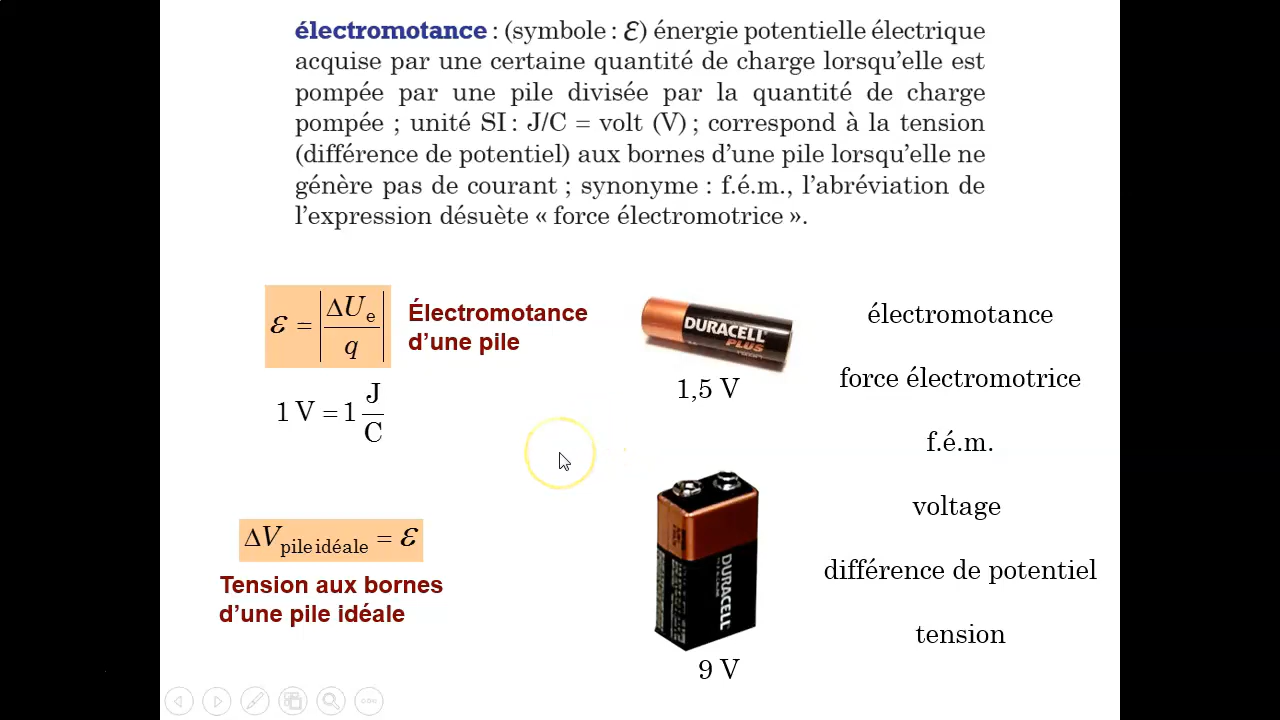 électromotance : (symbole : ℰ) énergie potentielle électrique
acquise par une certaine quantité de charge lorsqu'elle est
pompée par une pile divisée par la quantité de charge
pompée ; unité SI : J/C = volt (V) ; correspond à la tension
(différence de potentiel) aux bornes d'une pile lorsqu'elle ne
génère pas de courant ; synonyme : f.é.m., l'abréviation de
l'expression désuète « force électromotrice ».
ℰ = |ΔUe / q|
Électromotance
d'une pile
1 V = 1 J/C
ΔVpile idéale = ℰ
Tension aux bornes
d'une pile idéale
DURACELL
PLUS
1,5 V
DURACELL
9 V
électromotance
force électromotrice
f.é.m.
voltage
différence de potentiel
tension